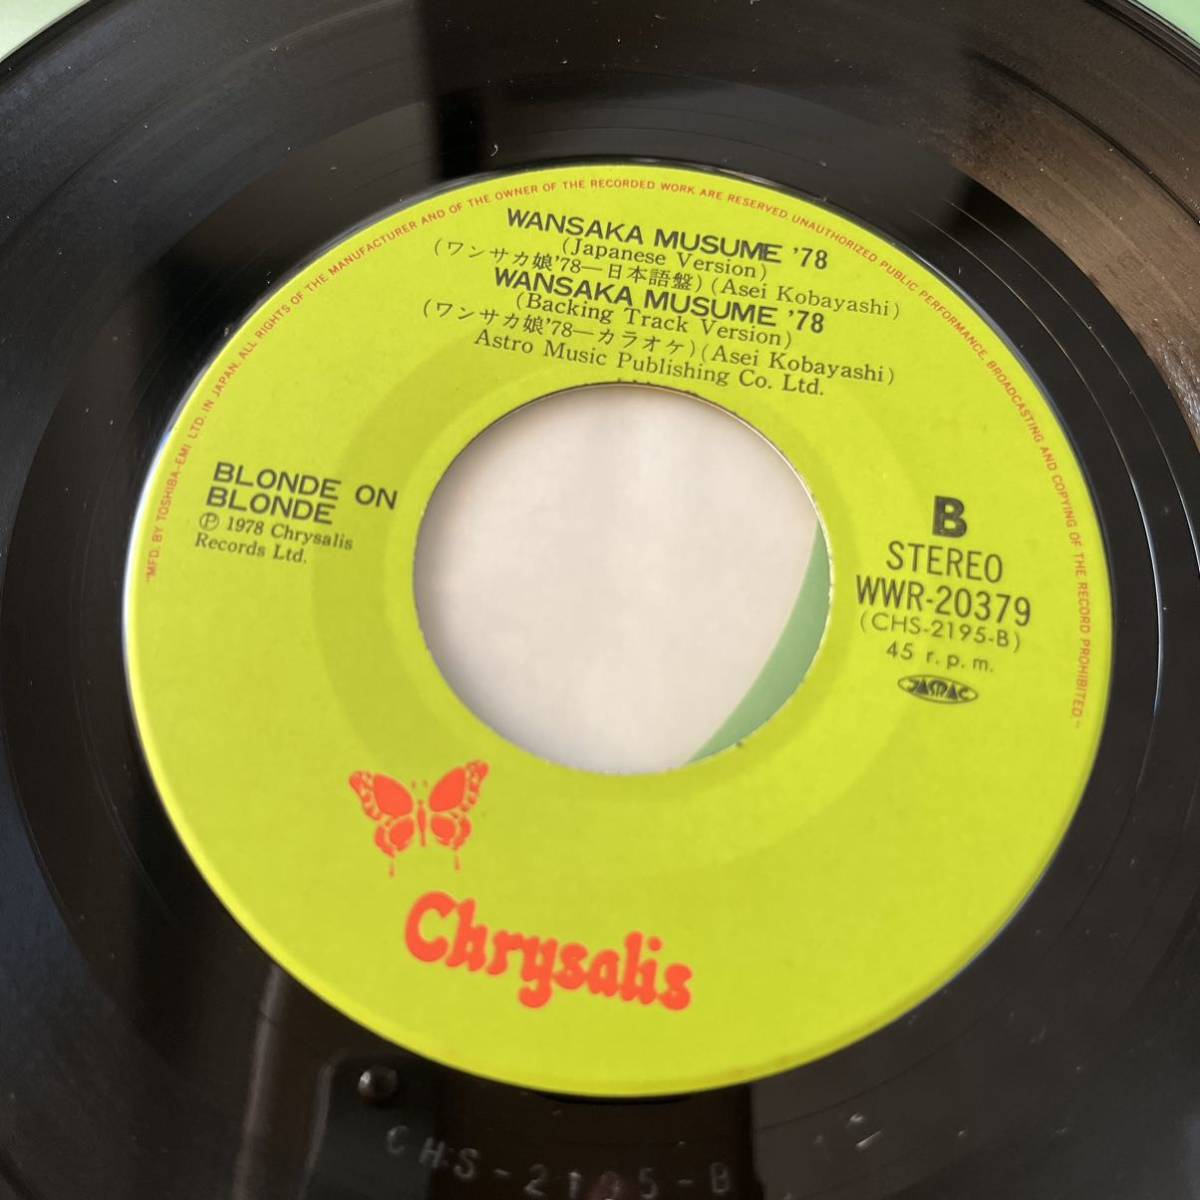 WANSAKA MUSUME '78
(Japanese Version)
(ワンサカ娘'78—日本語盤) (Asei Kobayashi)
WANSAKA MUSUME '78
(Backing Track Version)
(ワンサカ娘'78—カラオケ) (Asei Kobayashi)
Astro Music Publishing Co. Ltd.
BLONDE ON
BLONDE
Ⓟ 1978 Chrysalis
Records Ltd.
B
STEREO
WWR-20379
(CHS-2195-B)
45 r.p.m.
JASRAC
Chrysalis
"MFD. BY TOSHIBA-EMI LTD. IN JAPAN. ALL RIGHTS OF THE MANUFACTURER AND OF THE OWNER OF THE RECORDED WORK ARE RESERVED. UNAUTHORIZED PUBLIC PERFORMANCE, BROADCASTING AND COPYING OF THE RECORD PROHIBITED."
CHS-2195-B